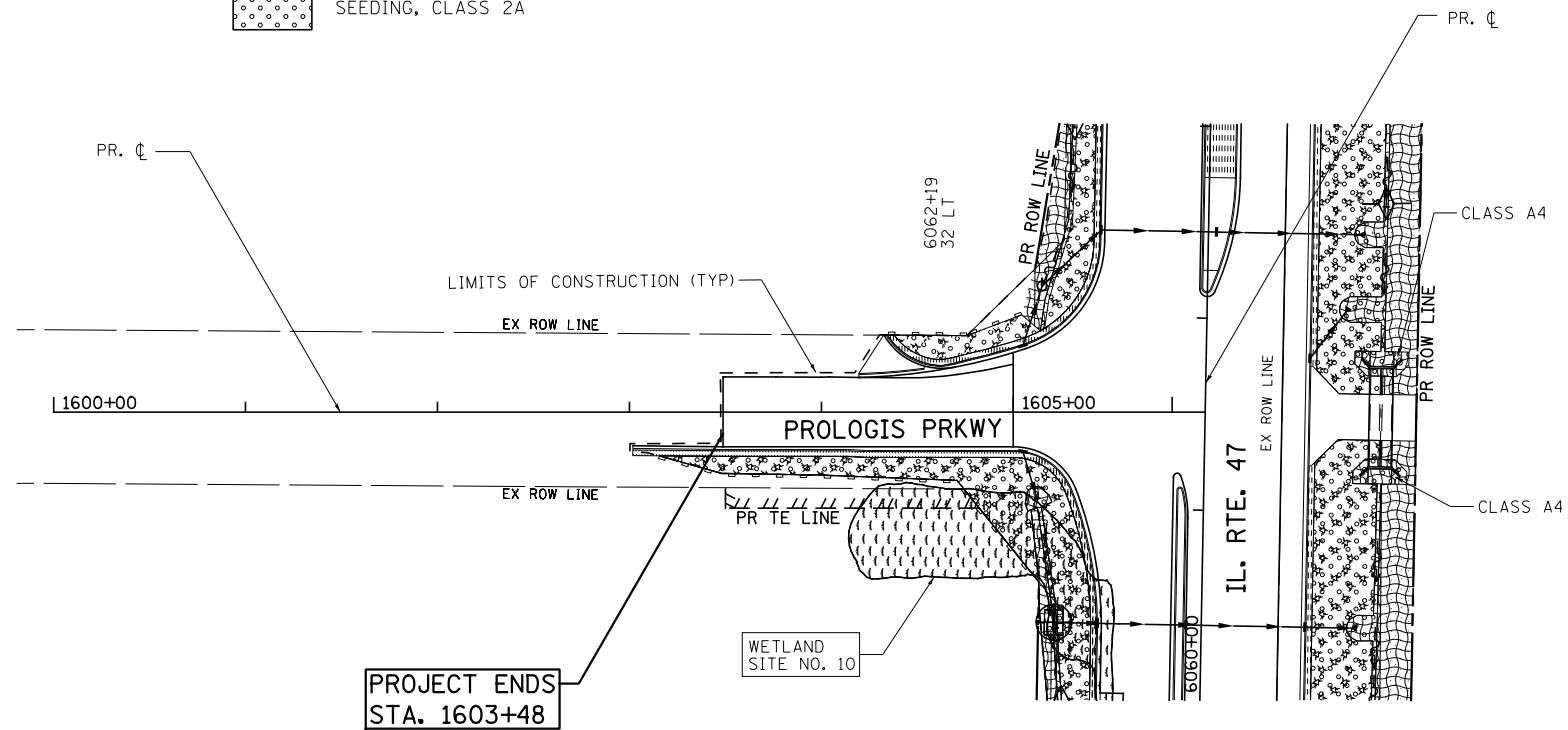 SEEDING, CLASS 2A
PR. ℄
PR. ℄
6062+19
32 LT
PR ROW LINE
CLASS A4
LIMITS OF CONSTRUCTION (TYP)
EX ROW LINE
PR ROW LINE
EX ROW LINE
1600+00
1605+00
PROLOGIS PRKWY
IL. RTE. 47
EX ROW LINE
CLASS A4
PR TE LINE
6060+00
WETLAND
SITE NO. 10
PROJECT ENDS
STA. 1603+48